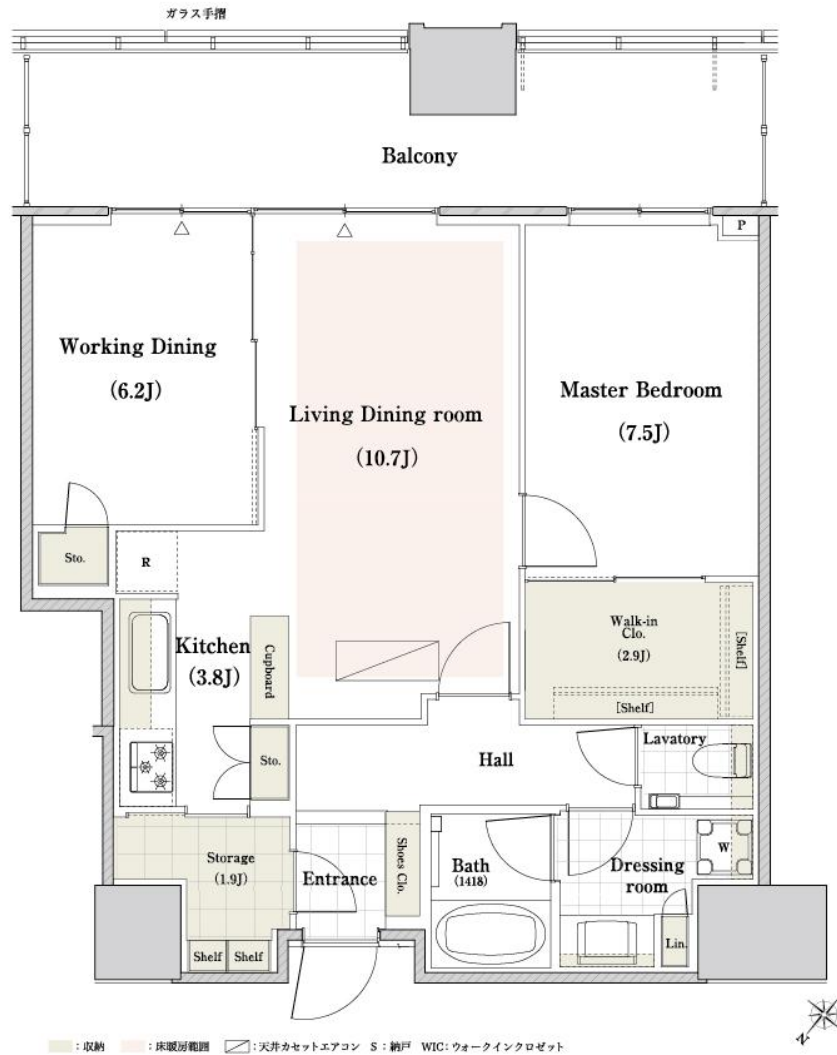 ガラス手摺
Balcony
P
Working Dining
(6.2J)
Living Dining room
(10.7J)
Master Bedroom
(7.5J)
Sto.
R
Kitchen
(3.8J)
Cupboard
Walk-in
Clo.
(2.9J)
[Shelf]
[Shelf]
Sto.
Hall
Lavatory
Storage
(1.9J)
Entrance
Shoes Clo.
Bath
(1418)
Dressing
room
W
Shelf
Shelf
Lin.
N
：収納 ：床暖房範囲 ：天井カセットエアコン S：納戸 WIC：ウォークインクロゼット